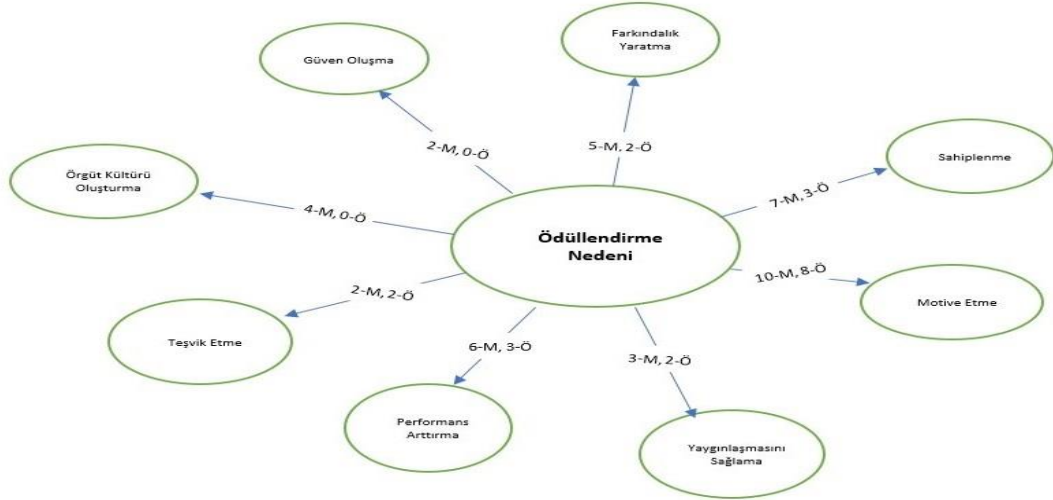 Farkındalık
Yaratma
Güven Oluşma
5-M, 2-Ö
2-M, 0-Ö
Sahiplenme
Örgüt Kültürü
Oluşturma
7-M, 3-Ö
4-M, 0-Ö
Ödüllendirme
Nedeni
10-M, 8-Ö
2-M, 2-Ö
Motive Etme
Teşvik Etme
6-M, 3-Ö
3-M, 2-Ö
Performans
Arttırma
Yaygınlaşmasını
Sağlama